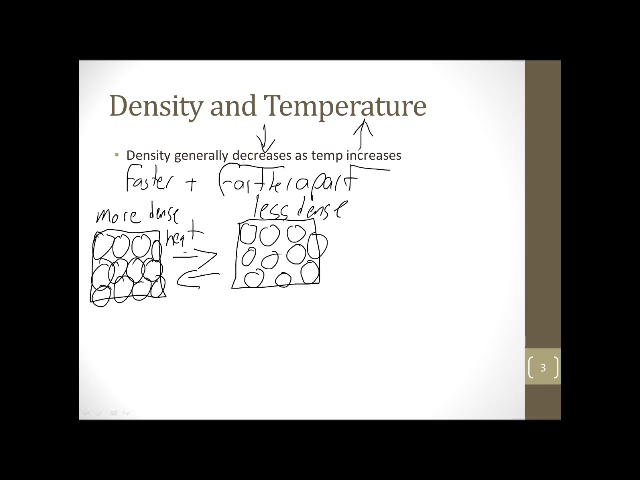 Density and Temperature
• Density generally decreases as temp increases
Faster + Farther apart
more dense
less dense
heat
[ 3 ]